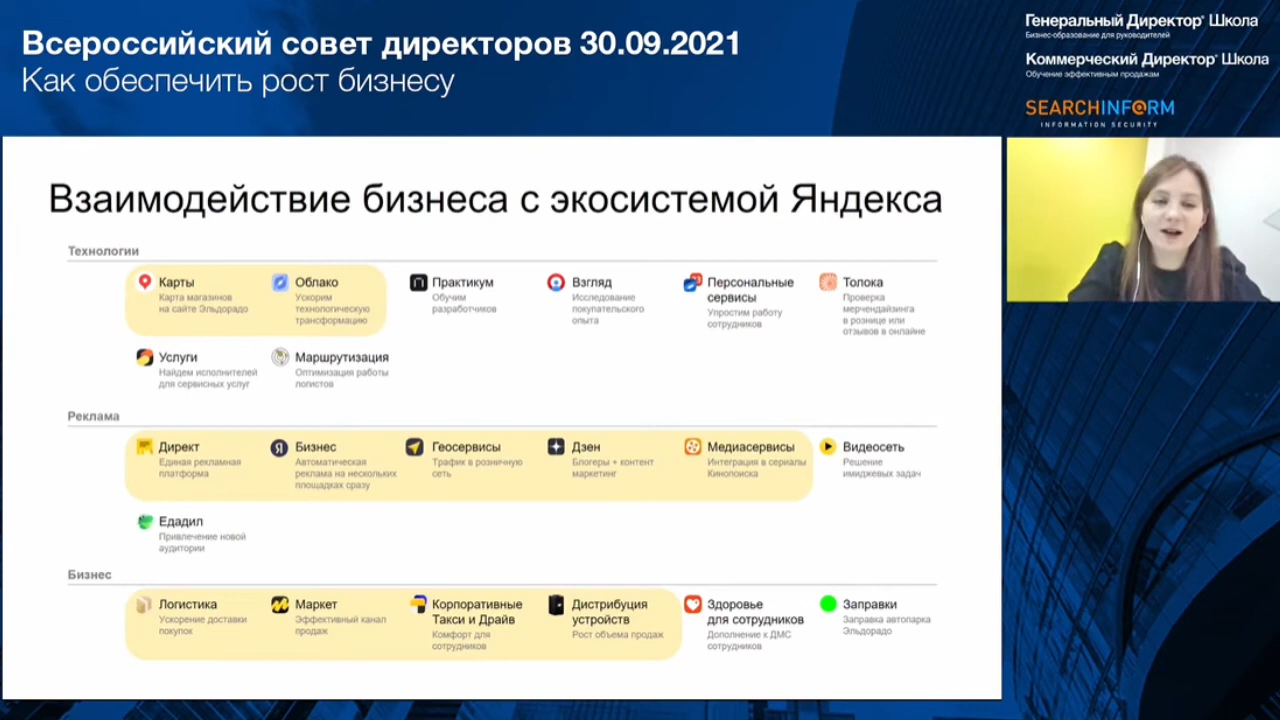 Всероссийский совет директоров 30.09.2021
Как обеспечить рост бизнесу
Генеральный Директор® Школа
Бизнес-образование для руководителей
Коммерческий Директор® Школа
Обучение эффективным продажам
SEARCHINF@RM
INFORMATION SECURITY
Взаимодействие бизнеса с экосистемой Яндекса
Технологии
Карты
Карта магазинов
на сайте Эльдорадо
Облако
Ускорим
технологическую
трансформацию
Практикум
Обучим
разработчиков
Взгляд
Исследование
покупательского
опыта
Персональные
сервисы
Упростим работу
сотрудников
Толока
Проверка
мерчендайзинга
в рознице или
отзывов в онлайне
Услуги
Найдем исполнителей
для сервисных услуг
Маршрутизация
Оптимизация работы
логистов
Реклама
Директ
Единая рекламная
платформа
Я
Бизнес
Автоматическая
реклама на нескольких
площадках сразу
Геосервисы
Трафик в розничную
сеть
Дзен
Блогеры + контент
маркетинг
Медиасервисы
Интеграция в сериалы
Кинопоиска
Видеосеть
Решение
имиджевых задач
Едадил
Привлечение новой
аудитории
Бизнес
Логистика
Ускорение доставки
покупок
Маркет
Эффективный канал
продаж
Корпоративные
Такси и Драйв
Комфорт для
сотрудников
Дистрибуция
устройств
Рост объема продаж
Здоровье
для сотрудников
Дополнение к ДМС
сотрудников
Заправки
Заправка автопарка
Эльдорадо